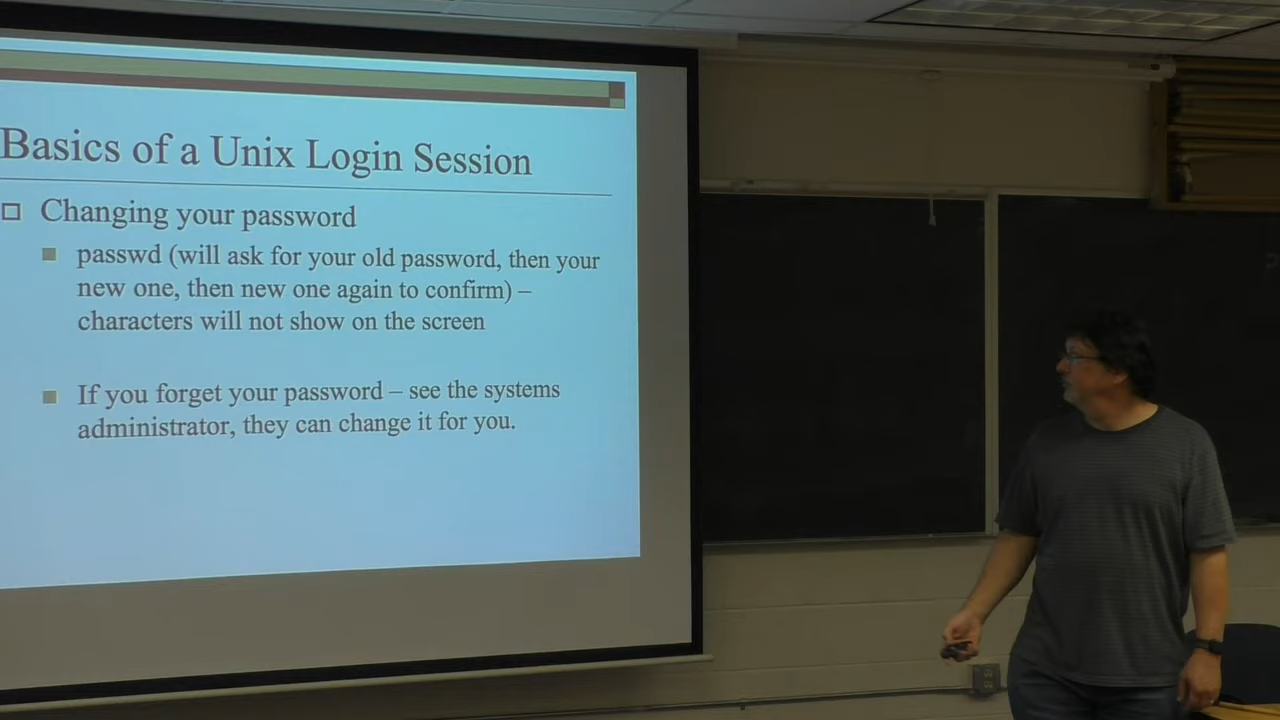 Basics of a Unix Login Session
Changing your password
passwd (will ask for your old password, then your
new one, then new one again to confirm) –
characters will not show on the screen
If you forget your password – see the systems
administrator, they can change it for you.